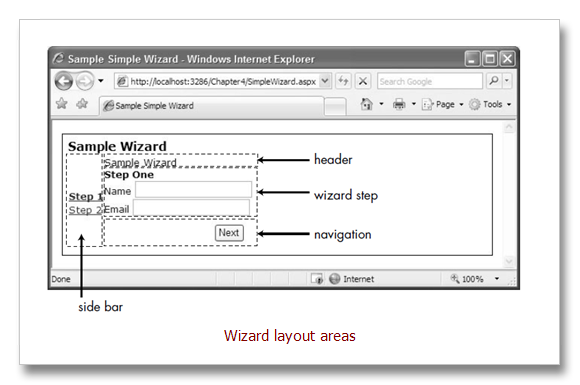 Sample Simple Wizard - Windows Internet Explorer
http://localhost:3286/Chapter4/SimpleWizard.aspx
Search Google
Sample Simple Wizard
Page
Tools
Sample Wizard
Sample Wizard
header
Step One
Step 1
Name
wizard step
Step 2
Email
Next
navigation
Done
Internet
100%
side bar
Wizard layout areas